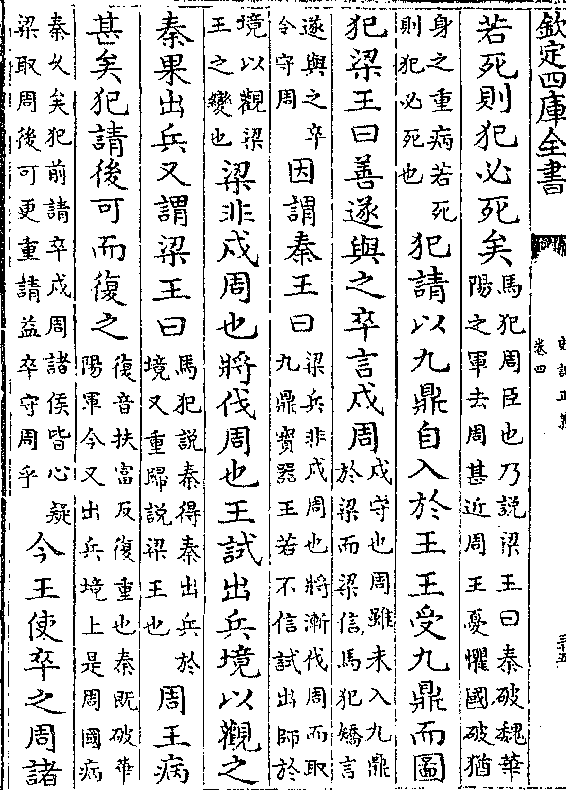 欽定四庫全書
史記正義
卷四
三十五
若死則犯必死矣馬犯周臣也乃說梁王曰秦破魏華陽之軍去周甚近周王憂懼國破猶
身之重病若死則犯必死也犯請以九鼎自入於王王受九鼎而圖
犯梁王曰善遂與之卒言戍周戍守也周雖未入九鼎於梁而梁信馬犯矯言
遂與之卒令守周因謂秦王曰梁兵非戍周也將漸伐周而取九鼎寶器王若不信試出師於
境以觀梁王之變也梁非戍周也將伐周也王試出兵境以觀之
秦果出兵又謂梁王曰馬犯說秦得秦出兵於境又重歸說梁王也周王病
甚矣犯請後可而復之復音扶富反復重也秦既破華陽軍今又出兵境上是周國病
秦久矣犯前請卒戍周諸侯皆心疑梁取周後可更重請益卒守周乎今王使卒之周諸